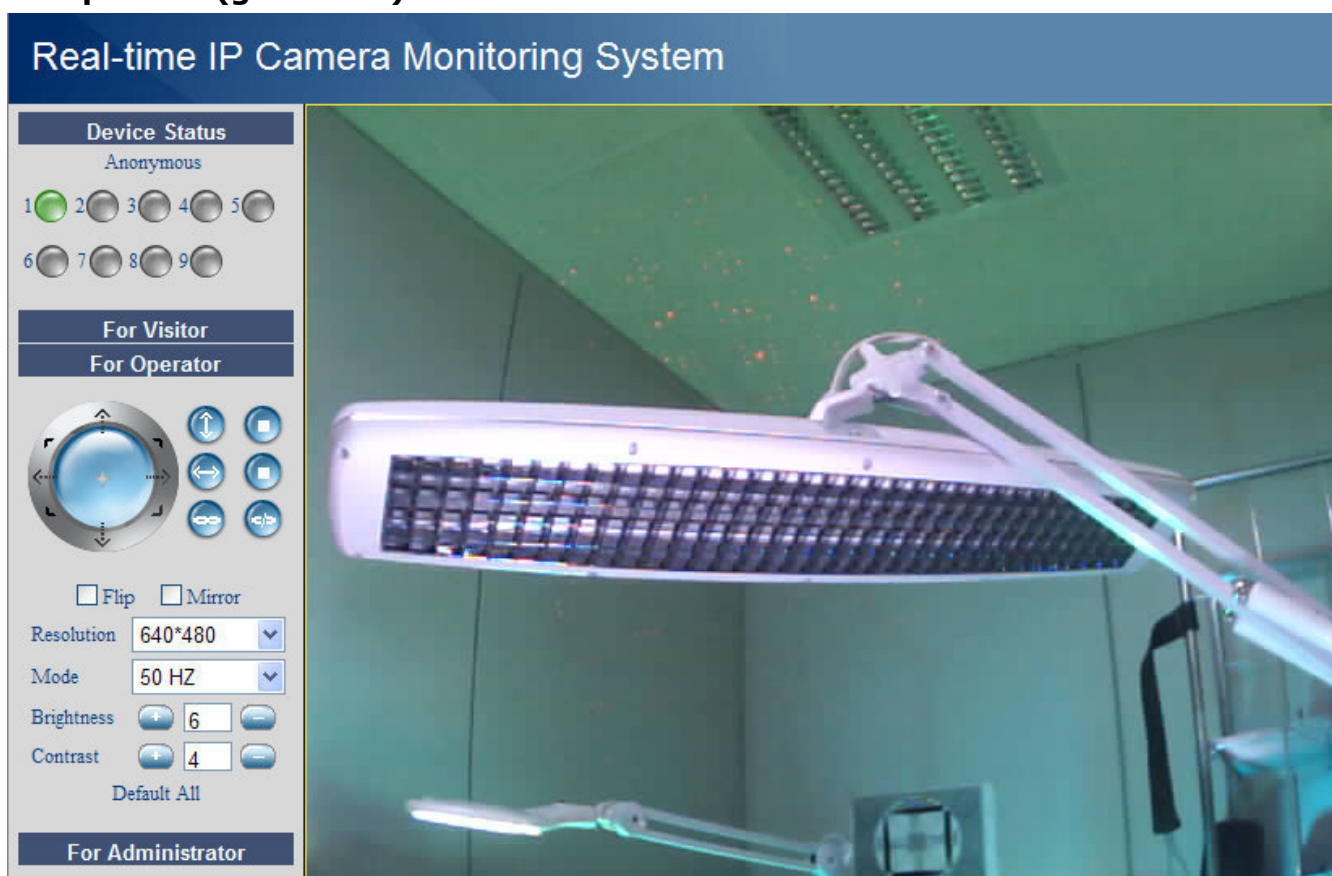 Real-time IP Camera Monitoring System
Device Status
Anonymous
1 2 3 4 5
6 7 8 9
For Visitor
For Operator
Flip Mirror
Resolution 640*480
Mode 50 HZ
Brightness + 6 -
Contrast + 4 -
Default All
For Administrator